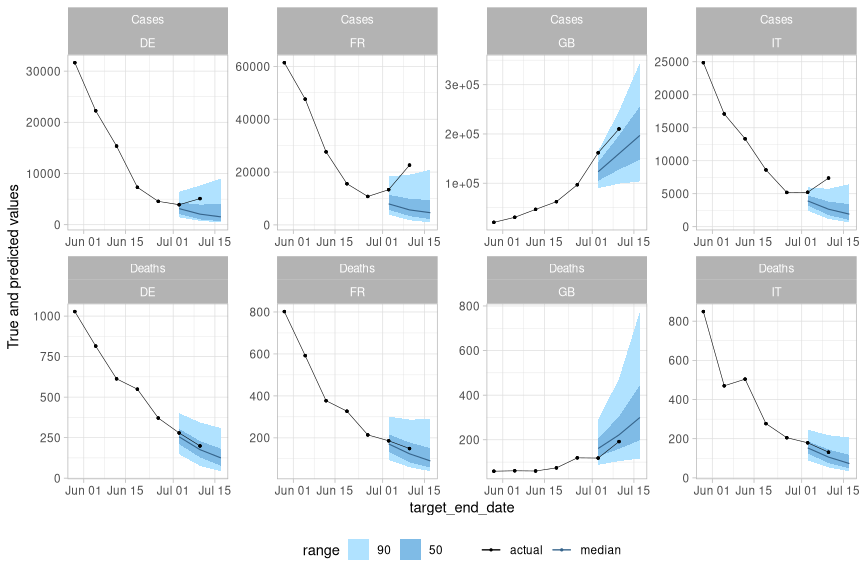 Cases
Cases
Cases
Cases
DE
FR
GB
IT
30000
20000
10000
0
60000
40000
20000
0
3e+05
2e+05
1e+05
25000
20000
15000
10000
5000
0
Jun 01 Jun 15 Jul 01 Jul 15
Jun 01 Jun 15 Jul 01 Jul 15
Jun 01 Jun 15 Jul 01 Jul 15
Jun 01 Jun 15 Jul 01 Jul 15
True and predicted values
Deaths
Deaths
Deaths
Deaths
DE
FR
GB
IT
1000
750
500
250
0
800
600
400
200
800
600
400
200
800
600
400
200
0
Jun 01 Jun 15 Jul 01 Jul 15
Jun 01 Jun 15 Jul 01 Jul 15
Jun 01 Jun 15 Jul 01 Jul 15
Jun 01 Jun 15 Jul 01 Jul 15
target_end_date
range 90 50 actual median